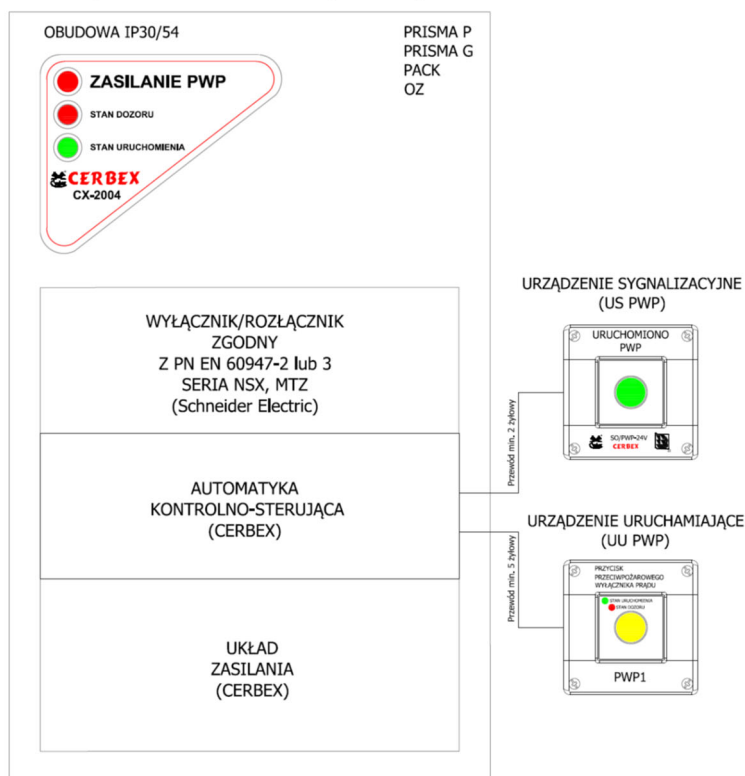 OBUDOWA IP30/54
PRISMA P
PRISMA G
PACK
OZ
ZASILANIE PWP
STAN DOZORU
STAN URUCHOMIENIA
CERBEX
CX-2004
WYŁĄCZNIK/ROZŁĄCZNIK
ZGODNY
Z PN EN 60947-2 lub 3
SERIA NSX, MTZ
(Schneider Electric)
AUTOMATYKA
KONTROLNO-STERUJĄCA
(CERBEX)
UKŁAD
ZASILANIA
(CERBEX)
URZĄDZENIE SYGNALIZACYJNE
(US PWP)
URUCHOMIONO
PWP
SO/PWP-24V
CERBEX
Przewód min. 2 żyłowy
URZĄDZENIE URUCHAMIAJĄCE
(UU PWP)
PRZYCISK
PRZECIWPOŻAROWEGO
WYŁĄCZNIKA PRĄDU
STAN URUCHOMIENIA
STAN DOZORU
PWP1
Przewód min. 5 żyłowy